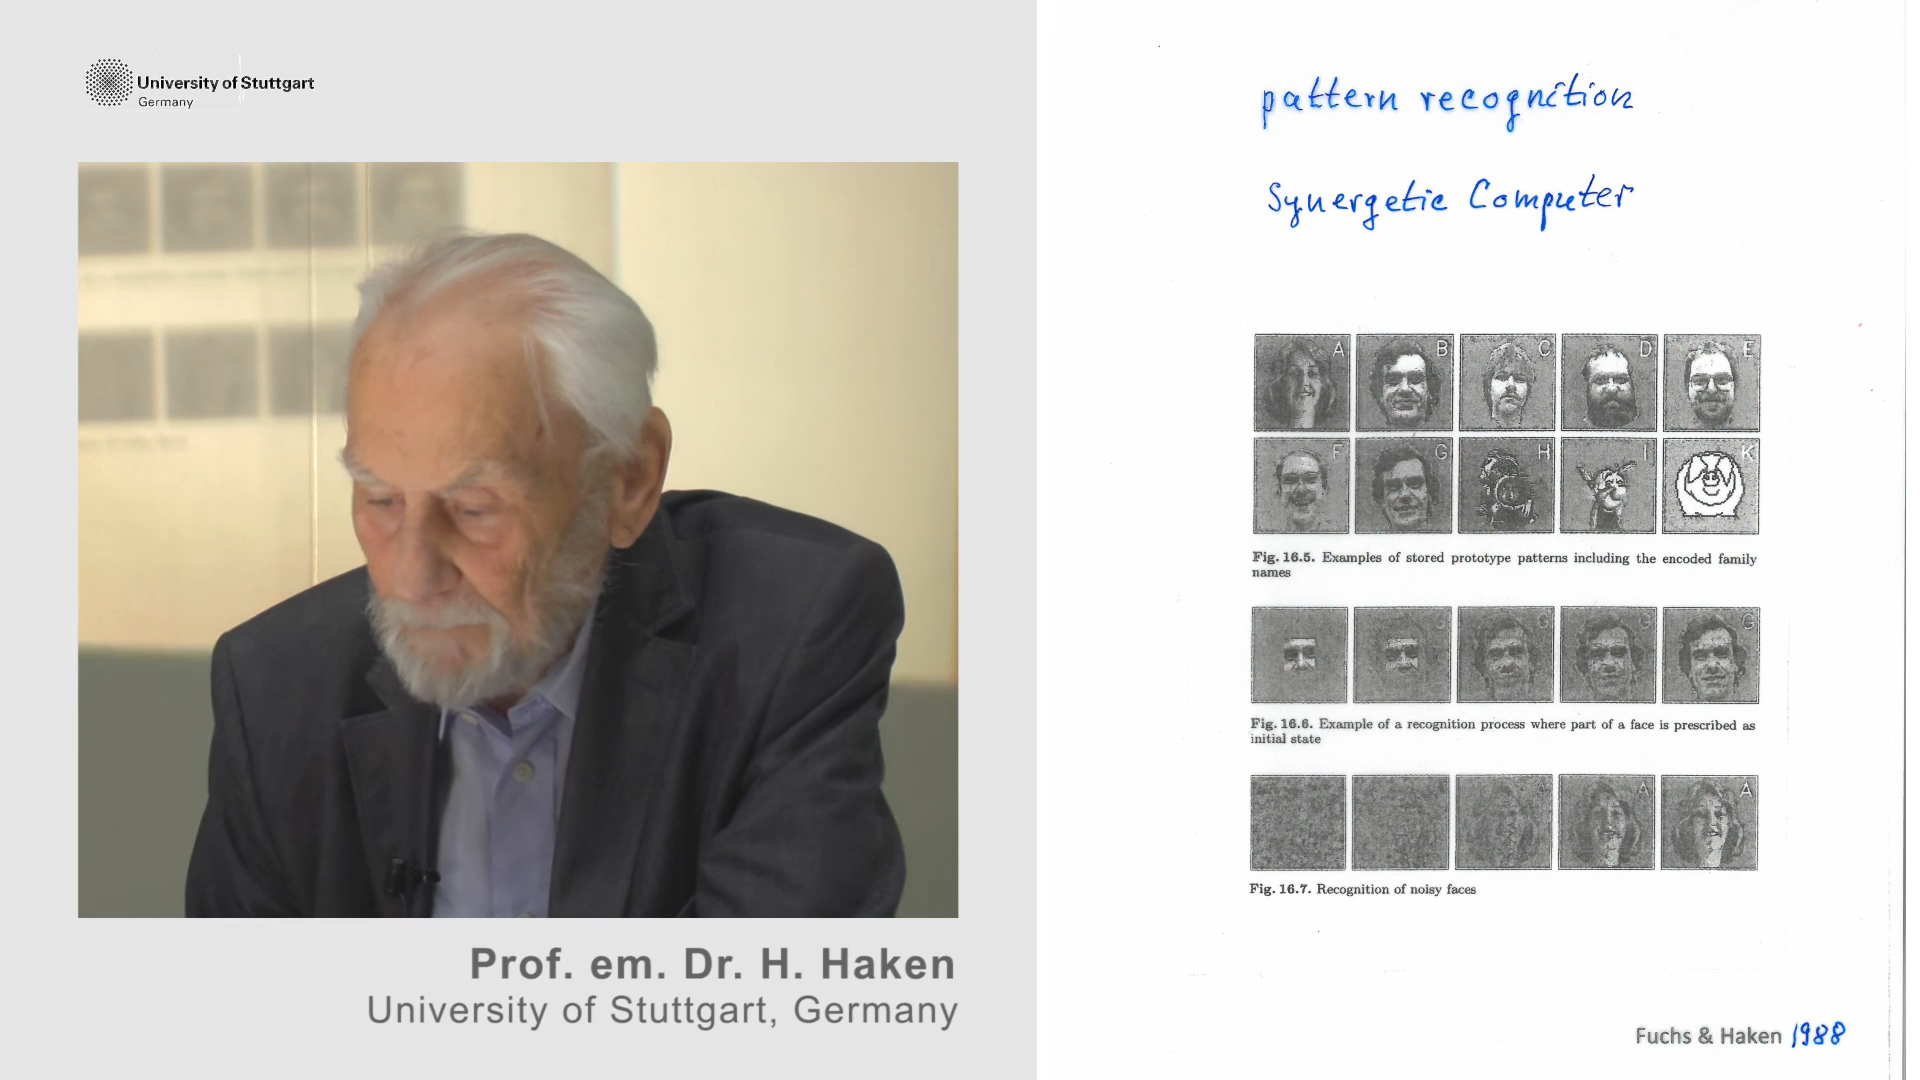 University of Stuttgart
Germany
Prof. em. Dr. H. Haken
University of Stuttgart, Germany
pattern recognition
Synergetic Computer
A B C D E
F G H I K
Fig. 16.5. Examples of stored prototype patterns including the encoded family
names
G G G G
Fig. 16.6. Example of a recognition process where part of a face is prescribed as
initial state
A A A
Fig. 16.7. Recognition of noisy faces
Fuchs & Haken 1988